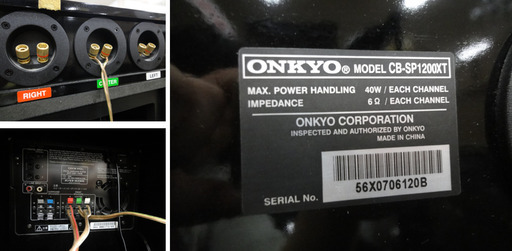 RIGHT
CENTER
LEFT
ONKYO® MODEL CB-SP1200XT
MAX. POWER HANDLING 40W / EACH CHANNEL
IMPEDANCE 6 Ω / EACH CHANNEL
ONKYO CORPORATION
INSPECTED AND AUTHORIZED BY ONKYO
MADE IN CHINA
SERIAL No.
56X0706120B